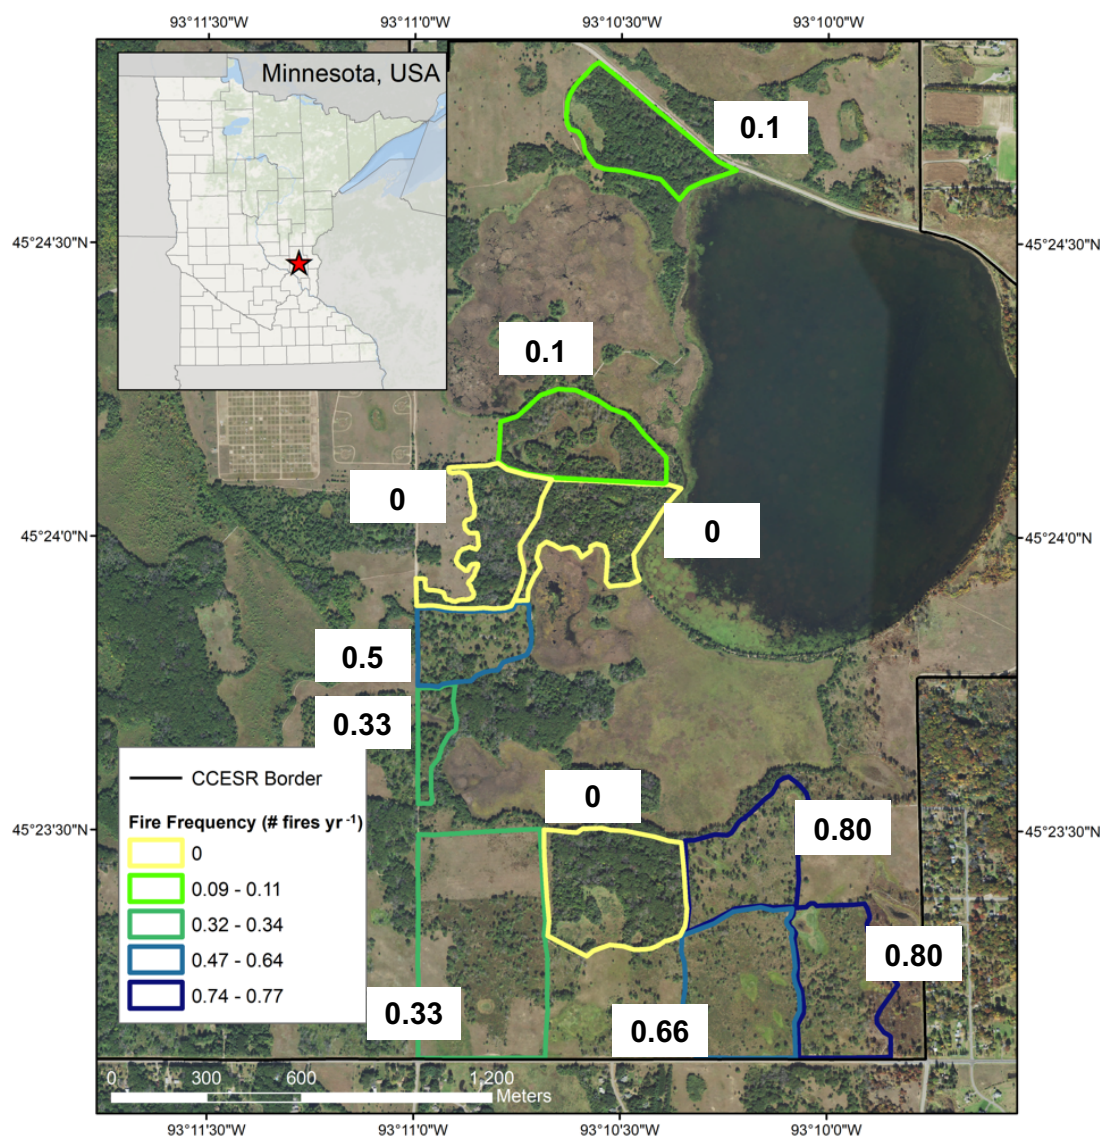 93°11'30"W 93°11'0"W 93°10'30"W 93°10'0"W
Minnesota, USA
0.1
45°24'30"N 45°24'30"N
0.1
0
0
45°24'0"N 45°24'0"N
0.5
0.33
CCESR Border
Fire Frequency (# fires yr -1)
0
0.09 - 0.11
0.32 - 0.34
0.47 - 0.64
0.74 - 0.77
0
0.80
45°23'30"N 45°23'30"N
0.80
0.33
0.66
0 300 600 1,200
Meters
93°11'30"W 93°11'0"W 93°10'30"W 93°10'0"W